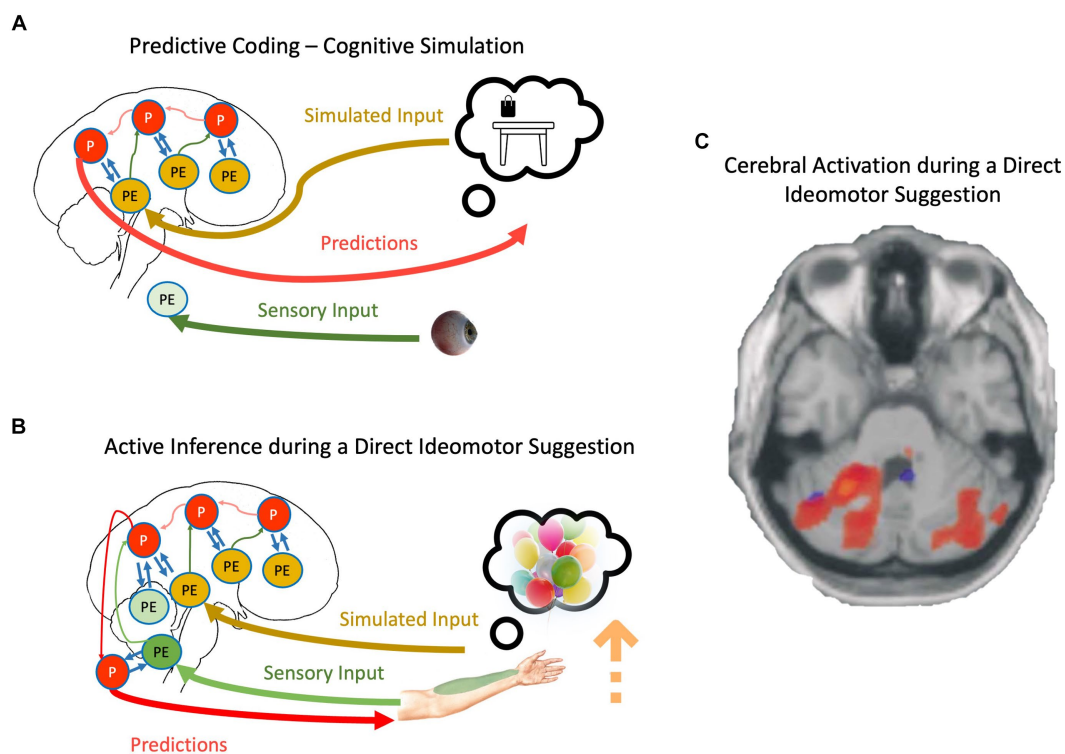 A
Predictive Coding – Cognitive Simulation
P
P
P
PE
PE
PE
Simulated Input
Predictions
PE
Sensory Input
B
Active Inference during a Direct Ideomotor Suggestion
P
P
P
PE
PE
PE
PE
Simulated Input
PE
Sensory Input
P
Predictions
C
Cerebral Activation during a Direct
Ideomotor Suggestion